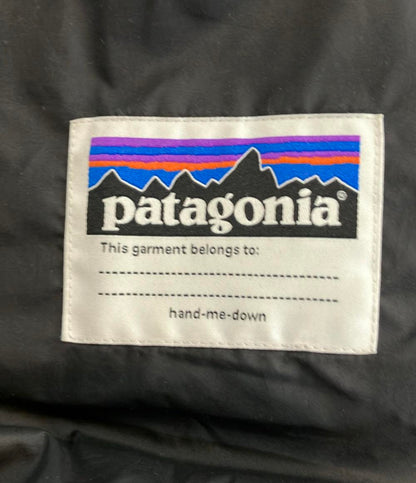 patagonia®
This garment belongs to:
hand-me-down